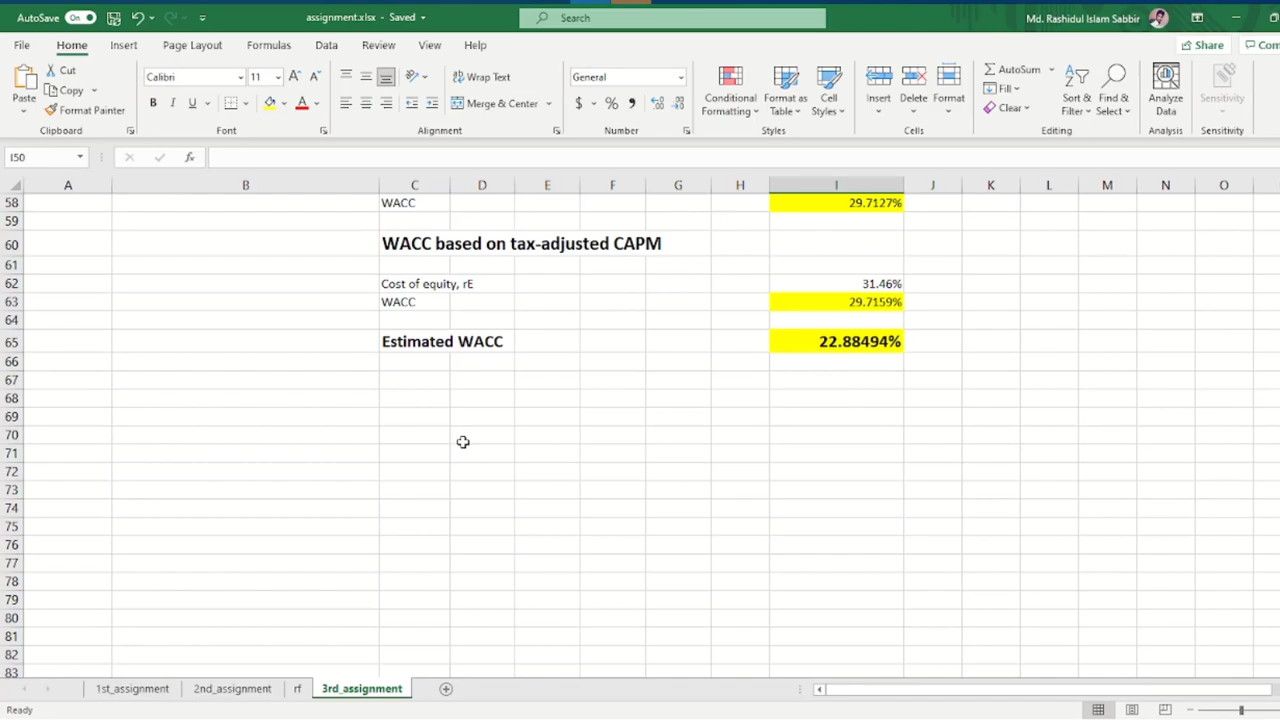 AutoSave On assignment.xlsx - Saved Search Md. Rashidul Islam Sabbir
File Home Insert Page Layout Formulas Data Review View Help Share Com
Paste Cut Copy Format Painter Clipboard
Calibri 11 B I U Font
Wrap Text Merge & Center Alignment
General $ % Number
Conditional Formatting Format as Table Cell Styles Styles
Insert Delete Format Cells
AutoSum Fill Clear Sort & Filter Find & Select Editing
Analyze Data Analysis
Sensitivity Sensitivity
I50 fx
A B C D E F G H I J K L M N O
58 WACC 29.7127%
59
60 WACC based on tax-adjusted CAPM
61
62 Cost of equity, rE 31.46%
63 WACC 29.7159%
64
65 Estimated WACC 22.88494%
66
67
68
69
70
71
72
73
74
75
76
77
78
79
80
81
82
83
1st_assignment 2nd_assignment rf 3rd_assignment
Ready